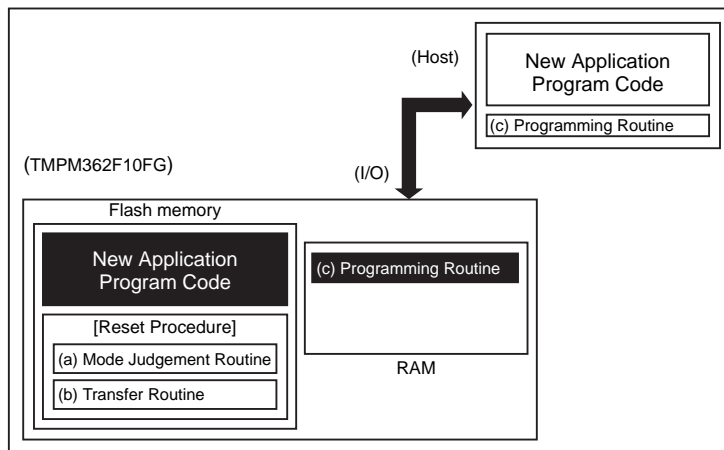 (Host)
New Application
Program Code
(c) Programming Routine
(TMPM362F10FG)
(I/O)
Flash memory
New Application
Program Code
(c) Programming Routine
[Reset Procedure]
(a) Mode Judgement Routine
(b) Transfer Routine
RAM